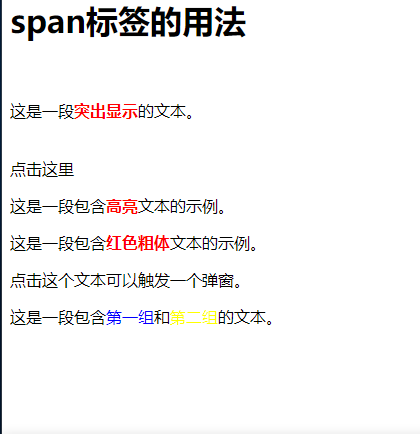 span标签的用法
这是一段突出显示的文本。
点击这里
这是一段包含高亮文本的示例。
这是一段包含红色粗体文本的示例。
点击这个文本可以触发一个弹窗。
这是一段包含第一组和第二组的文本。